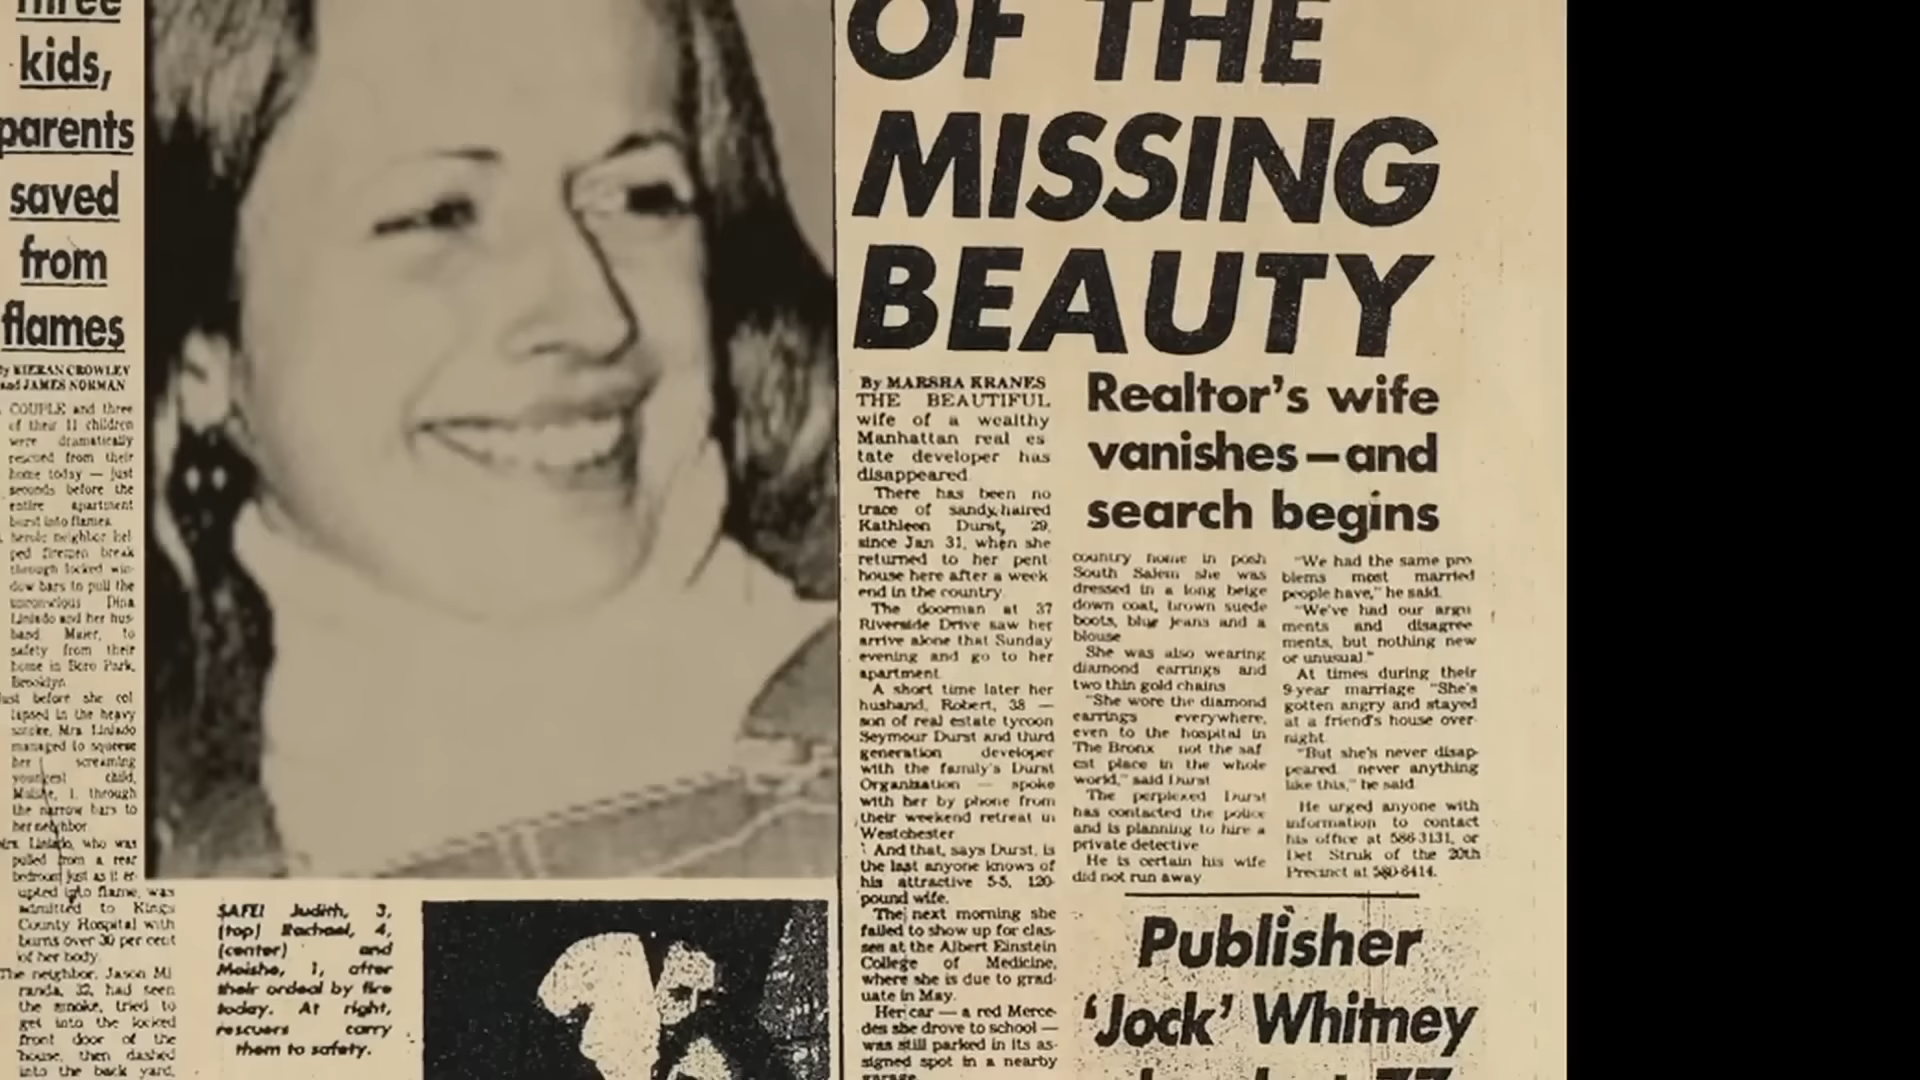 Three
kids,
parents
saved
from
flames
By KIERAN CROWLEY
and JAMES NORMAN
COUPLE and three
of their 11 children
were dramatically
rescued from their
home today — just
seconds before the
entire apartment
burst into flames.
heroic neighbor hel
ped firemen break
through locked win-
dow bars to pull the
unconscious Dina
Liniado and her hus-
band Maier, to
safety from their
home in Boro Park,
Brooklyn
Just before she col
lapsed in the heavy
smoke, Mrs. Liniado
managed to squeeze
her screaming
youngest child,
Moishe, 1, through
the narrow bars to
her neighbor
Mrs. Liniado, who was
pulled from a rear
bedroom just as it er-
upted into flame, was
admitted to Kings
County Hospital with
burns over 30 per cent
of her body.
The neighbor, Jason Mi
randa, 32, had seen
the smoke, tried to
get into the locked
front door of the
house, then dashed
into the back yard,
SAFE! Judith, 3,
(top) Rachael, 4,
(center) and
Moishe, 1, after
their ordeal by fire
today. At right,
rescuers carry
them to safety.
OF THE
MISSING
BEAUTY
Realtor's wife
vanishes—and
search begins
By MARSHA KRANES
THE BEAUTIFUL
wife of a wealthy
Manhattan real es
tate developer has
disappeared
There has been no
trace of sandy-haired
Kathleen Durst, 29,
since Jan 31, when she
returned to her pent
house here after a week
end in the country
The doorman at 37
Riverside Drive saw her
arrive alone that Sunday
evening and go to her
apartment.
A short time later her
husband, Robert, 38 —
son of real estate tycoon
Seymour Durst and third
generation developer
with the family's Durst
Organization — spoke
with her by phone from
their weekend retreat in
Westchester
And that, says Durst, is
the last anyone knows of
his attractive 5-5, 120-
pound wife.
The next morning she
failed to show up for clas-
ses at the Albert Einstein
College of Medicine,
where she is due to grad-
uate in May.
Her car — a red Merce-
des she drove to school —
was still parked in its as-
signed spot in a nearby
garage
country home in posh
South Salem she was
dressed in a long beige
down coat, brown suede
boots, blue jeans and a
blouse
She was also wearing
diamond earrings and
two thin gold chains
"She wore the diamond
earrings everywhere,
even to the hospital in
The Bronx not the saf
est place in the whole
world," said Durst
The perplexed Durst
has contacted the police
and is planning to hire a
private detective
He is certain his wife
did not run away
"We had the same pro
blems most married
people have," he said.
"We've had our argu
ments and disagree
ments, but nothing new
or unusual."
At times during their
9-year marriage "She's
gotten angry and stayed
at a friend's house over-
night.
"But she's never disap-
peared never anything
like this," he said
He urged anyone with
information to contact
his office at 586-3131, or
Det. Struk of the 20th
Precinct at 580-6414.
Publisher
'Jock' Whitney